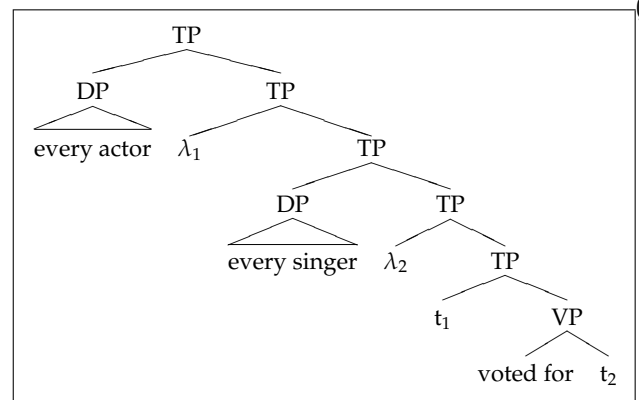 TP
DP TP
every actor λ₁ TP
DP TP
every singer λ₂ TP
t₁ VP
voted for t₂